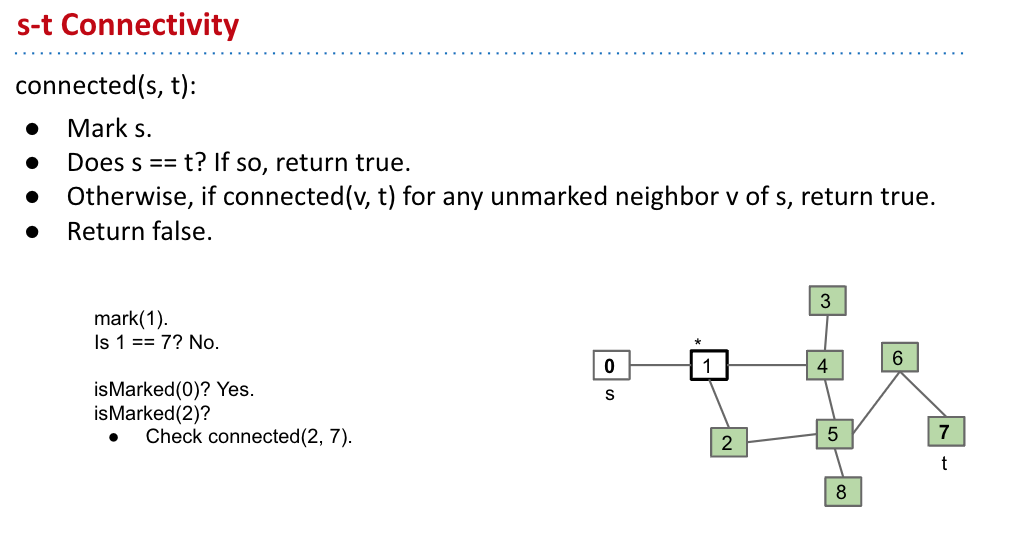 s-t Connectivity
connected(s, t):
● Mark s.
● Does s == t? If so, return true.
● Otherwise, if connected(v, t) for any unmarked neighbor v of s, return true.
● Return false.
mark(1).
Is 1 == 7? No.
isMarked(0)? Yes.
isMarked(2)?
● Check connected(2, 7).
3
*
0
1
4
6
s
2
5
7
t
8